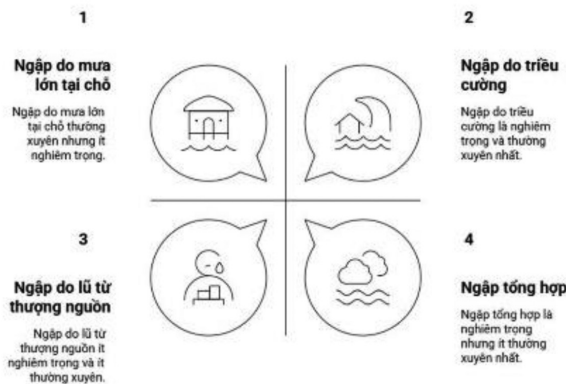 1
Ngập do mưa
lớn tại chỗ
Ngập do mưa lớn
tại chỗ thường
xuyên nhưng ít
nghiêm trọng.
2
Ngập do triều
cường
Ngập do triều
cường là nghiêm
trọng và thường
xuyên nhất.
3
Ngập do lũ từ
thượng nguồn
Ngập do lũ từ
thượng nguồn ít
nghiêm trọng và ít
thường xuyên.
4
Ngập tổng hợp
Ngập tổng hợp là
nghiêm trọng
nhưng ít thường
xuyên nhất.